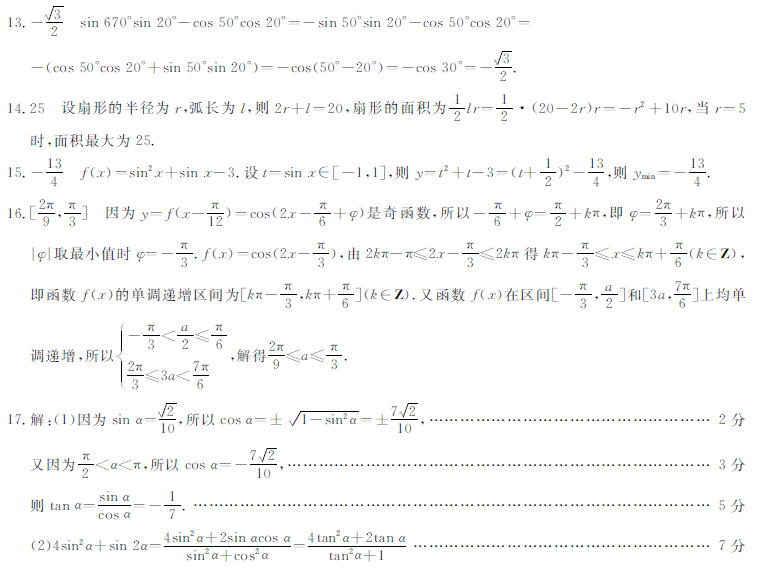 13. −√3/2 sin 670°sin 20°−cos 50°cos 20°=−sin 50°sin 20°−cos 50°cos 20°=
−(cos 50°cos 20°+sin 50°sin 20°)=−cos(50°−20°)=−cos 30°=−√3/2.
14. 25 设扇形的半径为 r,弧长为 l,则 2r+l=20,扇形的面积为 1/2 lr=1/2·(20−2r)r=−r²+10r,当 r=5
时,面积最大为 25.
15. −13/4 f(x)=sin²x+sin x−3.设 t=sin x∈[−1,1],则 y=t²+t−3=(t+1/2)²−13/4,则 yₘᵢₙ=−13/4.
16. [2π/9,π/3] 因为 y=f(x−π/12)=cos(2x−π/6+φ)是奇函数,所以−π/6+φ=π/2+kπ,即 φ=2π/3+kπ,所以
|φ|取最小值时 φ=−π/3.f(x)=cos(2x−π/3),由 2kπ−π≤2x−π/3≤2kπ 得 kπ−π/3≤x≤kπ+π/6(k∈Z),
即函数 f(x)的单调递增区间为[kπ−π/3,kπ+π/6](k∈Z).又函数 f(x)在区间[−π/3,a/2]和[3a,7π/6]上均单
调递增,所以{−π/3<a/2≤π/6 2π/3≤3a<7π/6,解得2π/9≤a≤π/3.
17. 解:(1)因为 sin α=√2/10,所以 cos α=±√(1−sin²α)=±7√2/10, …… 2 分
又因为π/2<α<π,所以 cos α=−7√2/10, …… 3 分
则 tan α=sin α/cos α=−1/7. …… 5 分
(2)4sin²α+sin 2α=(4sin²α+2sin αcos α)/(sin²α+cos²α)=(4tan²α+2tan α)/(tan²α+1) …… 7 分